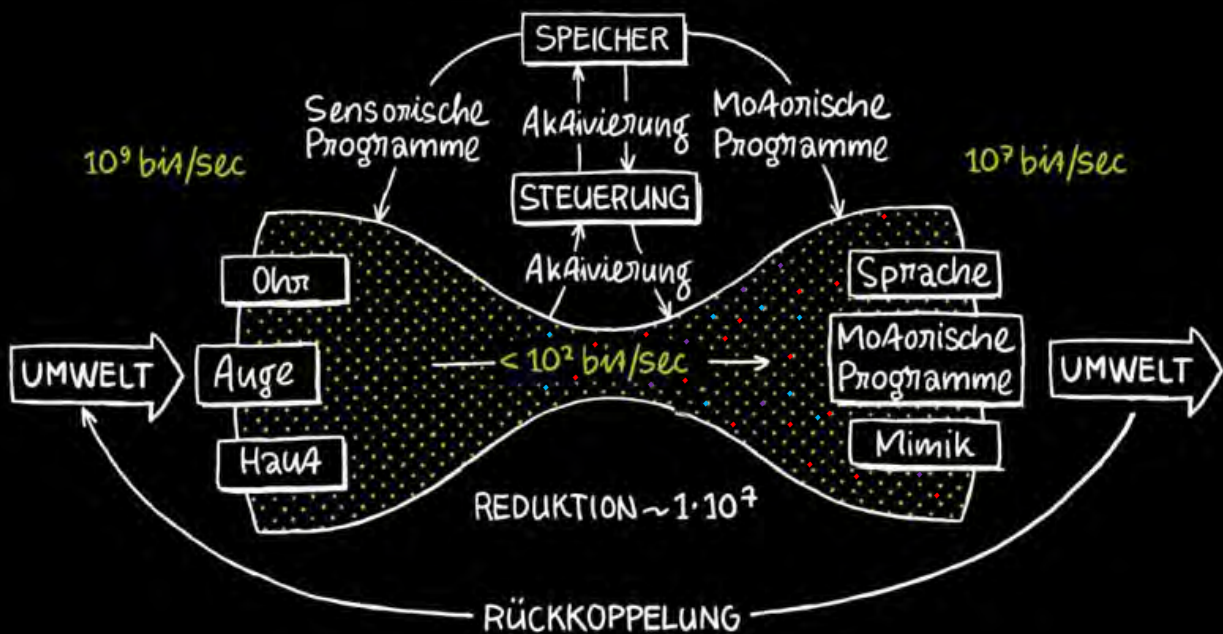 SPEICHER
Sensorische
Programme
Aktivierung
Motorische
Programme
10⁹ bit/sec
10⁷ bit/sec
STEUERUNG
Aktivierung
Ohr
Sprache
UMWELT
Auge
< 10² bit/sec
Motorische
Programme
UMWELT
Haut
Mimik
REDUKTION ~ 1·10⁷
RÜCKKOPPELUNG